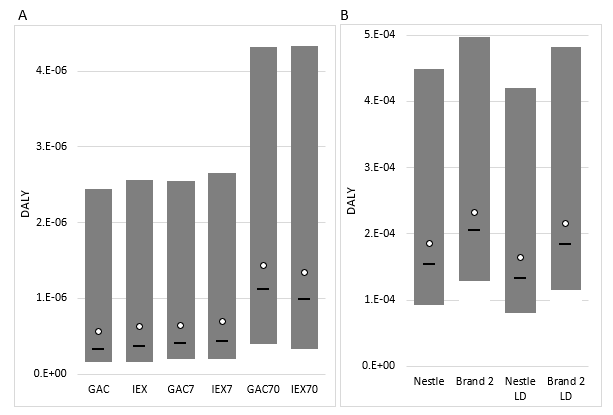 A
DALY
4.E-06
3.E-06
2.E-06
1.E-06
0.E+00
GAC IEX GAC7 IEX7 GAC70 IEX70
B
DALY
5.E-04
4.E-04
3.E-04
2.E-04
1.E-04
0.E+00
Nestle Brand 2 Nestle Brand 2
LD LD